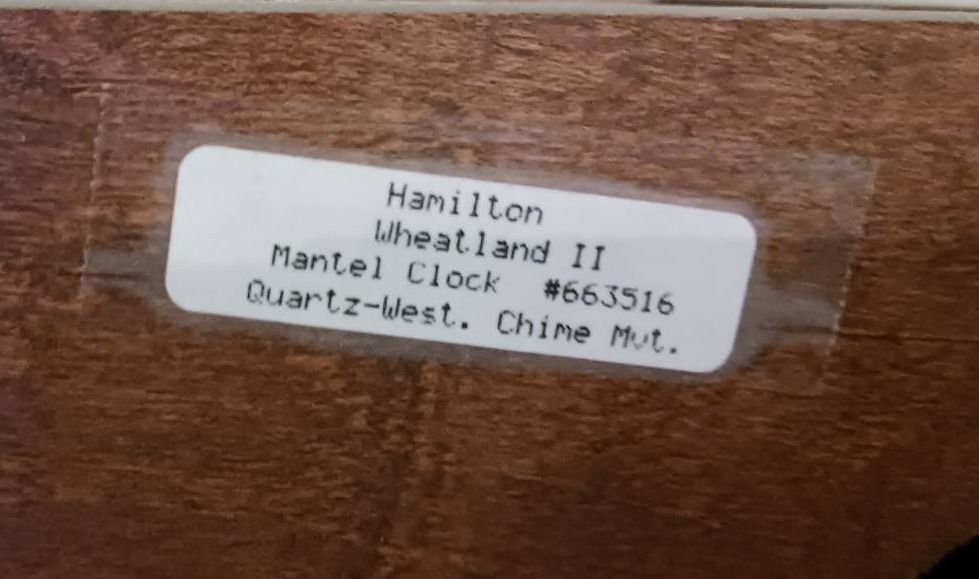 Hamilton
Wheatland II
Mantel Clock #663516
Quartz-West. Chime Mvt.